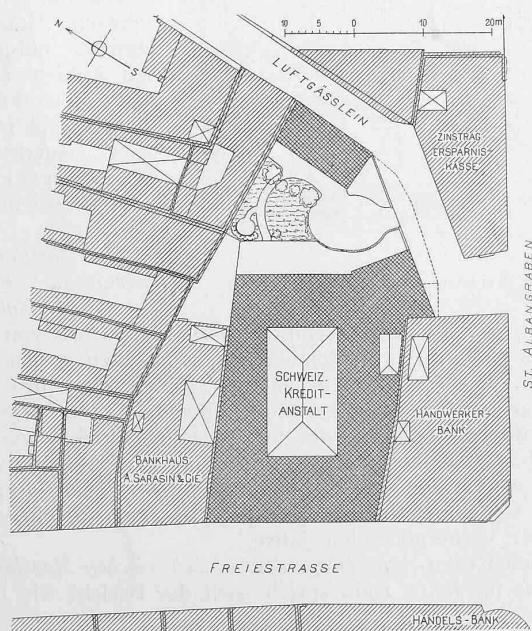 10 5 0 10 20m
N
S
LUFTGÄSSLEIN
ZINSTRAG.
ERSPARNIS-
KASSE
ST. ALBANGRABEN
SCHWEIZ.
KREDIT-
ANSTALT
HANDWERKER-
BANK
BANKHAUS
A. SARASIN & CIE
FREIESTRASSE
HANDELS-BANK